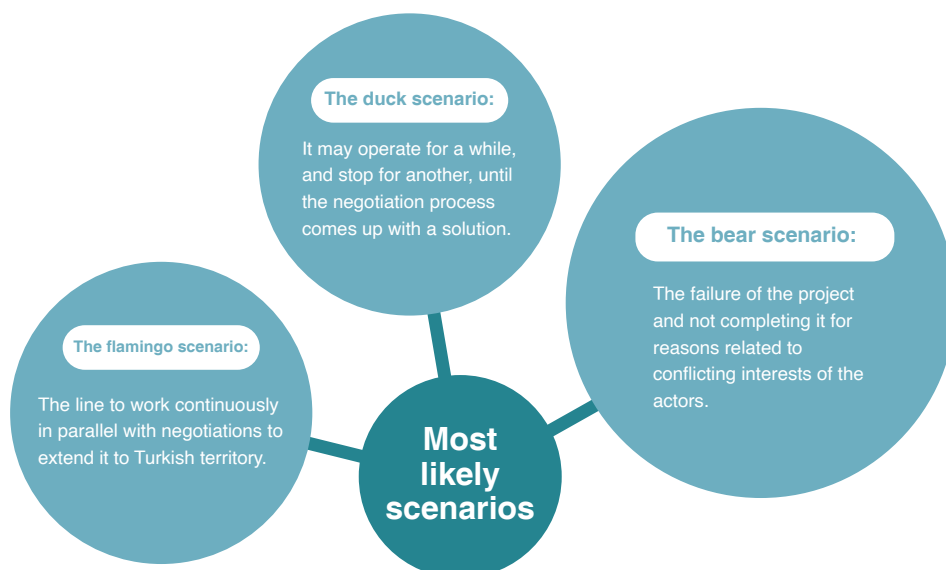 The duck scenario:
It may operate for a while,
and stop for another, until
the negotiation process
comes up with a solution.
The bear scenario:
The failure of the project
and not completing it for
reasons related to
conflicting interests of the
actors.
The flamingo scenario:
The line to work continuously
in parallel with negotiations to
extend it to Turkish territory.
Most
likely
scenarios